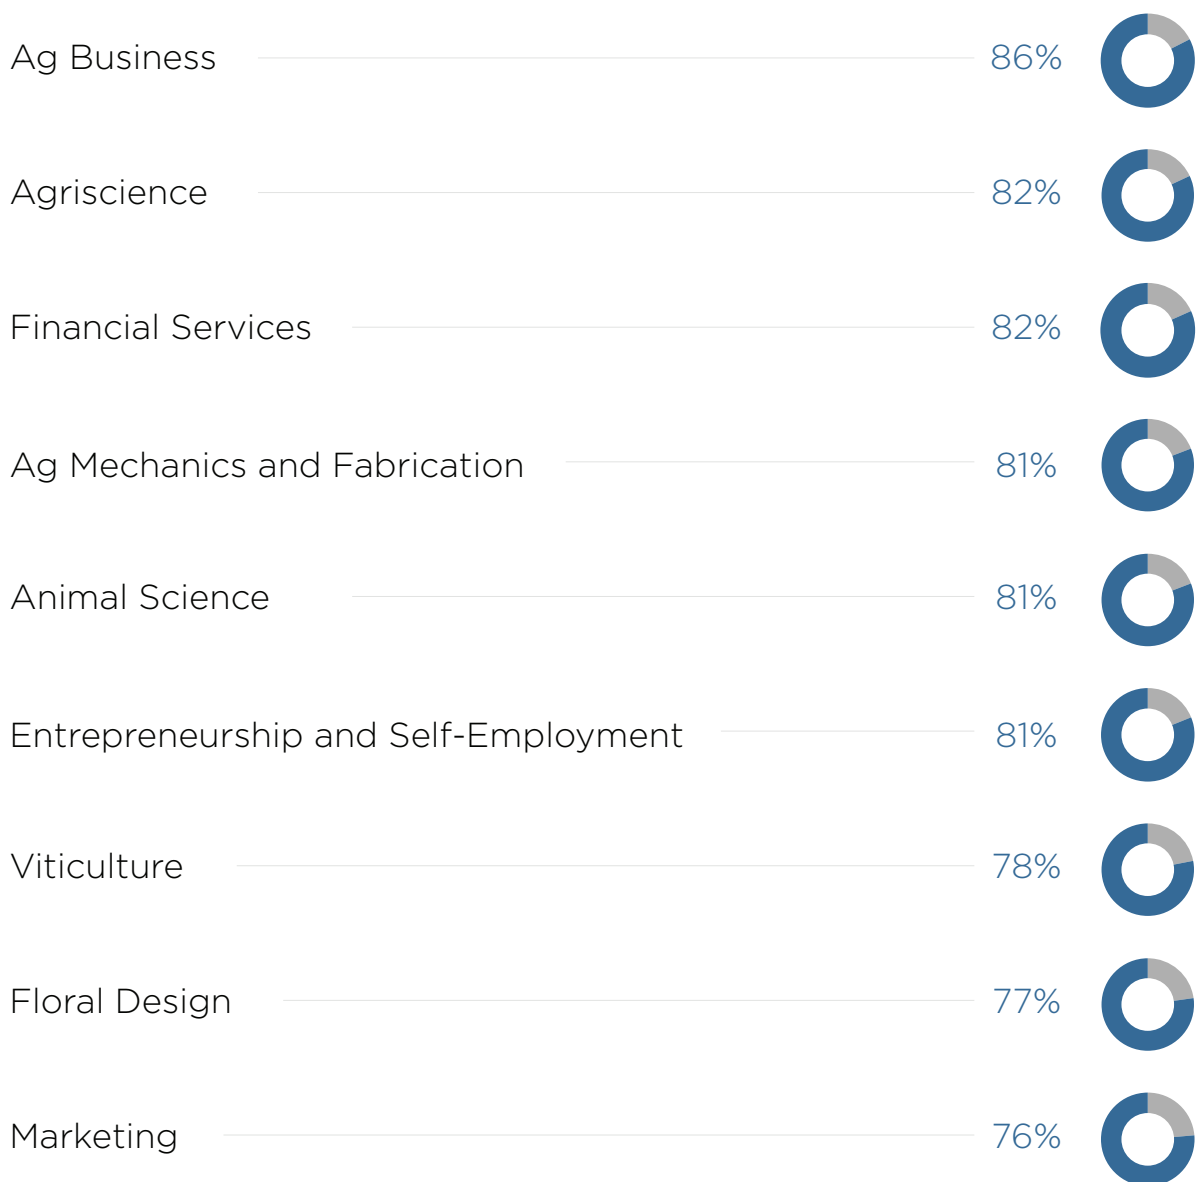 Ag Business 86%
Agriscience 82%
Financial Services 82%
Ag Mechanics and Fabrication 81%
Animal Science 81%
Entrepreneurship and Self-Employment 81%
Viticulture 78%
Floral Design 77%
Marketing 76%